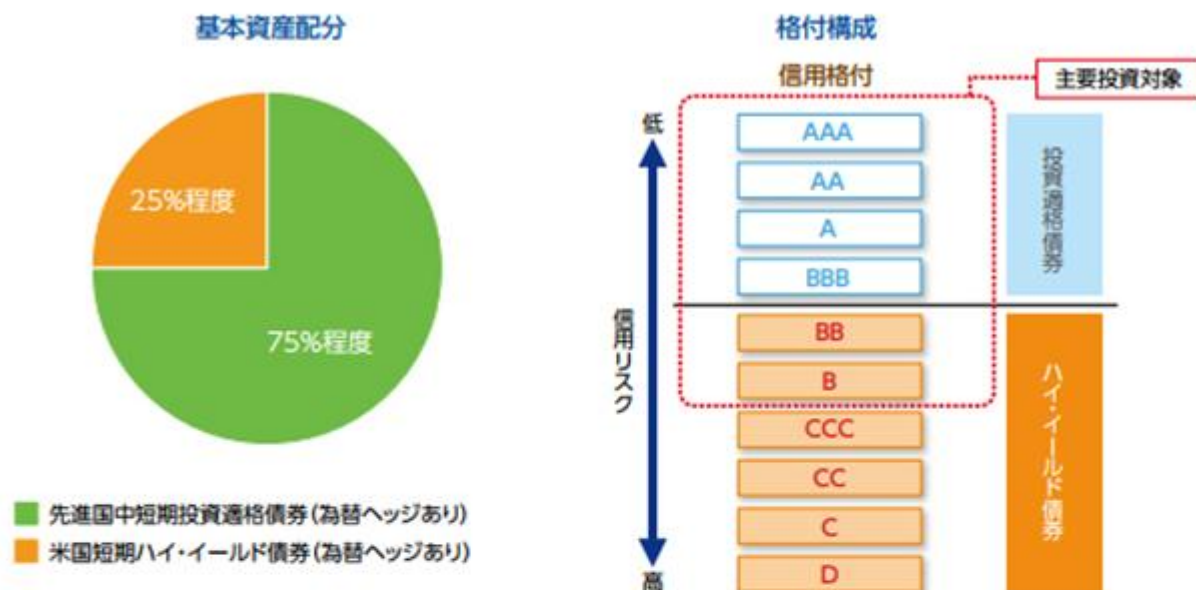 基本資産配分
25%程度
75%程度
先進国中短期投資適格債券(為替ヘッジあり)
米国短期ハイ・イールド債券(為替ヘッジあり)
格付構成
信用格付
主要投資対象
低
信用リスク
高
AAA
AA
A
BBB
BB
B
CCC
CC
C
D
投資適格債券
ハイ・イールド債券